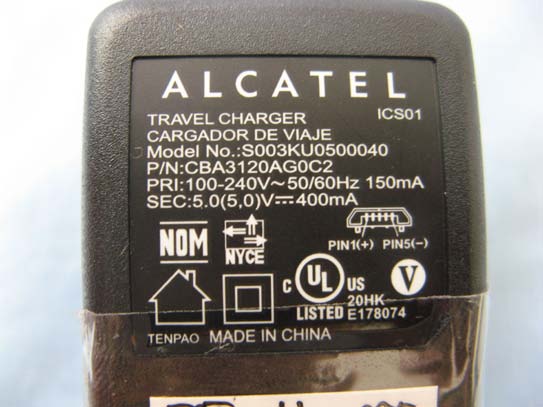 ALCATEL
TRAVEL CHARGER ICS01
CARGADOR DE VIAJE
Model No.:S003KU0500040
P/N:CBA3120AG0C2
PRI:100-240V~50/60Hz 150mA
SEC:5.0(5,0)V⎓400mA
NOM NYCE PIN1(+) PIN5(-)
C UL US V
20HK
LISTED E178074
TENPAO MADE IN CHINA